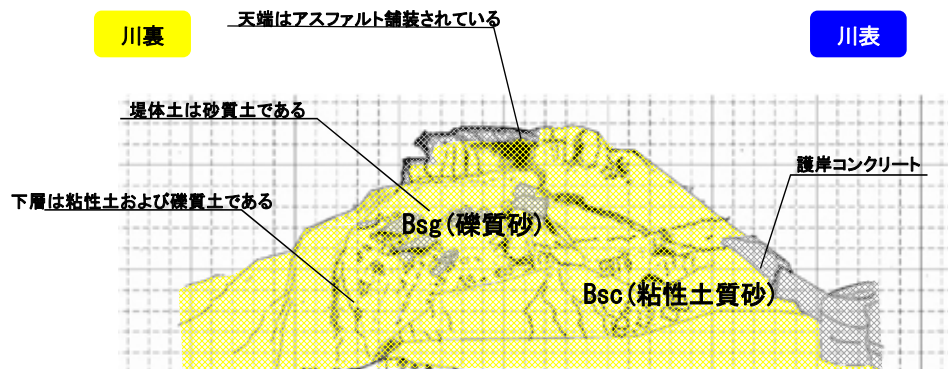 川裏
天端はアスファルト舗装されている
川表
堤体土は砂質土である
護岸コンクリート
下層は粘性土および礫質土である
Bsg(礫質砂)
Bsc(粘性土質砂)